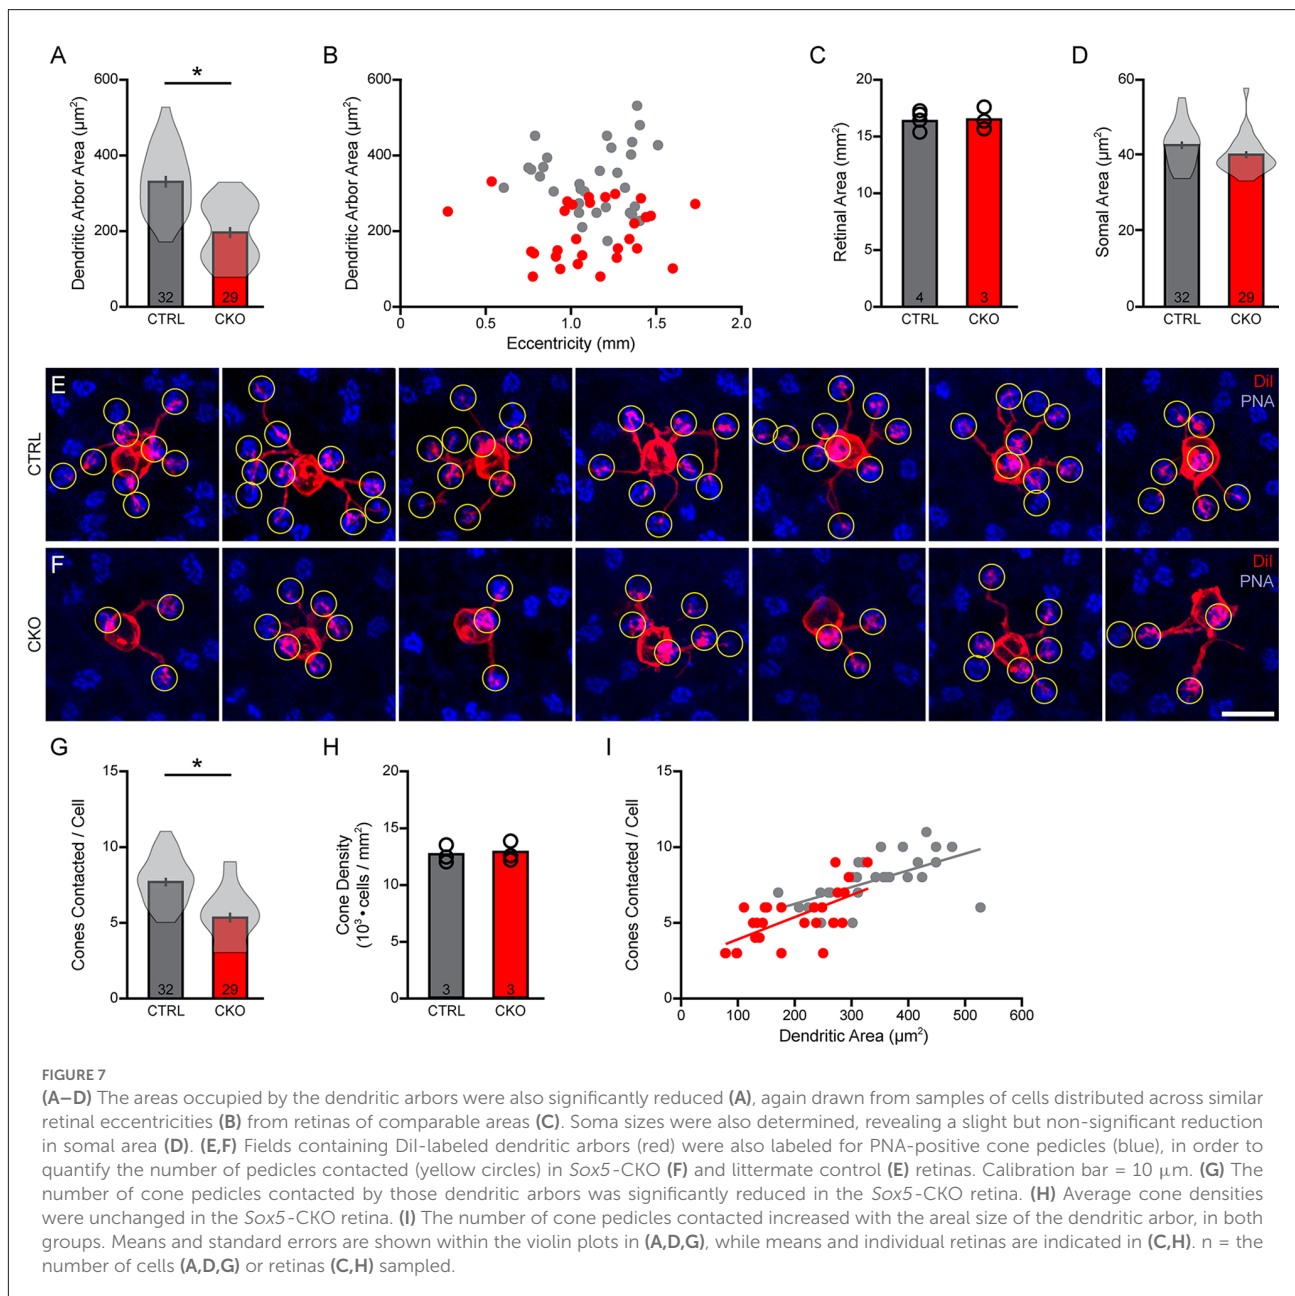 A
B
C
D
600
400
200
0
Dendritic Arbor Area (µm²)
*
32
29
CTRL
CKO
600
400
200
0
Dendritic Arbor Area (µm²)
0
0.5
1.0
1.5
2.0
Eccentricity (mm)
20
15
10
5
0
Retinal Area (mm²)
4
3
CTRL
CKO
60
40
20
0
Somal Area (µm²)
32
29
CTRL
CKO
E
CTRL
DiI
PNA
F
CKO
DiI
PNA
G
H
I
15
10
5
0
Cones Contacted / Cell
*
32
29
CTRL
CKO
20
15
10
5
0
Cone Density
(10³•cells / mm²)
3
3
CTRL
CKO
15
10
5
0
Cones Contacted / Cell
0
100
200
300
400
500
600
Dendritic Area (µm²)
FIGURE 7
(A–D) The areas occupied by the dendritic arbors were also significantly reduced (A), again drawn from samples of cells distributed across similar
retinal eccentricities (B) from retinas of comparable areas (C). Soma sizes were also determined, revealing a slight but non-significant reduction
in somal area (D). (E,F) Fields containing DiI-labeled dendritic arbors (red) were also labeled for PNA-positive cone pedicles (blue), in order to
quantify the number of pedicles contacted (yellow circles) in Sox5-CKO (F) and littermate control (E) retinas. Calibration bar = 10 µm. (G) The
number of cone pedicles contacted by those dendritic arbors was significantly reduced in the Sox5-CKO retina. (H) Average cone densities
were unchanged in the Sox5-CKO retina. (I) The number of cone pedicles contacted increased with the areal size of the dendritic arbor, in both
groups. Means and standard errors are shown within the violin plots in (A,D,G), while means and individual retinas are indicated in (C,H). n = the
number of cells (A,D,G) or retinas (C,H) sampled.